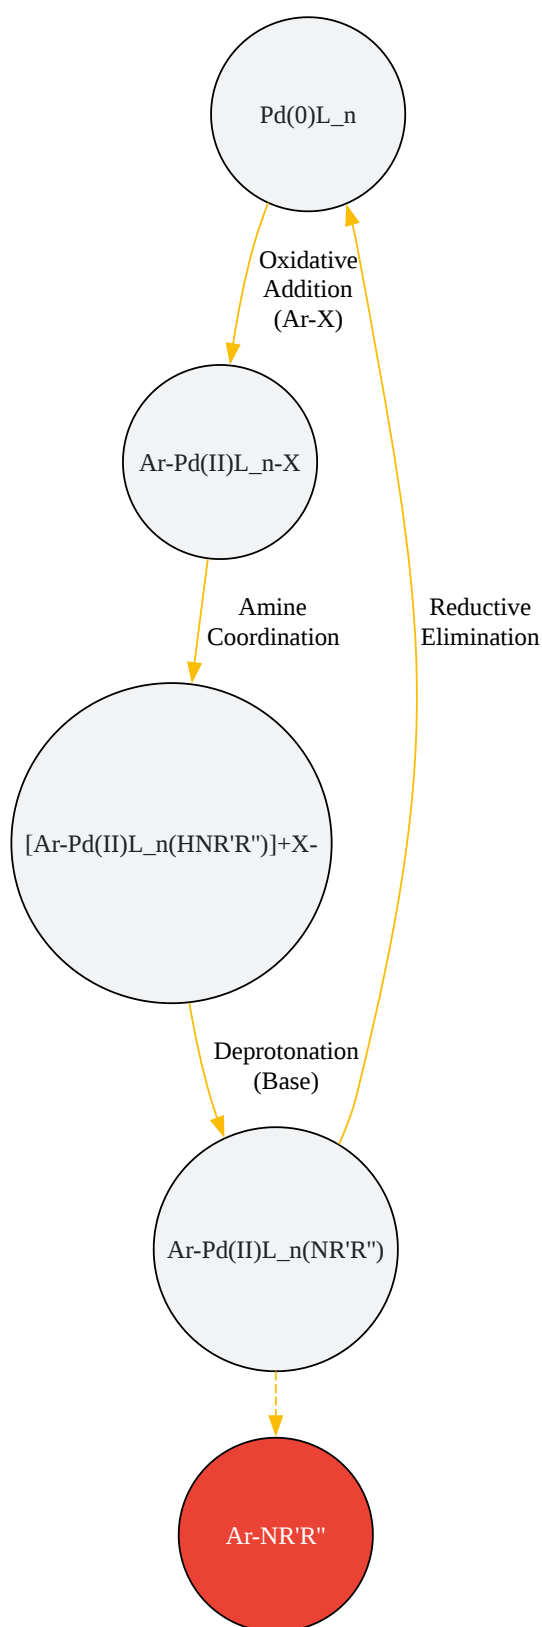 Pd(0)L_n
Oxidative
Addition
(Ar-X)
Ar-Pd(II)L_n-X
Amine
Coordination
Reductive
Elimination
[Ar-Pd(II)L_n(HNR'R'')]+X-
Deprotonation
(Base)
Ar-Pd(II)L_n(NR'R'')
Ar-NR'R''